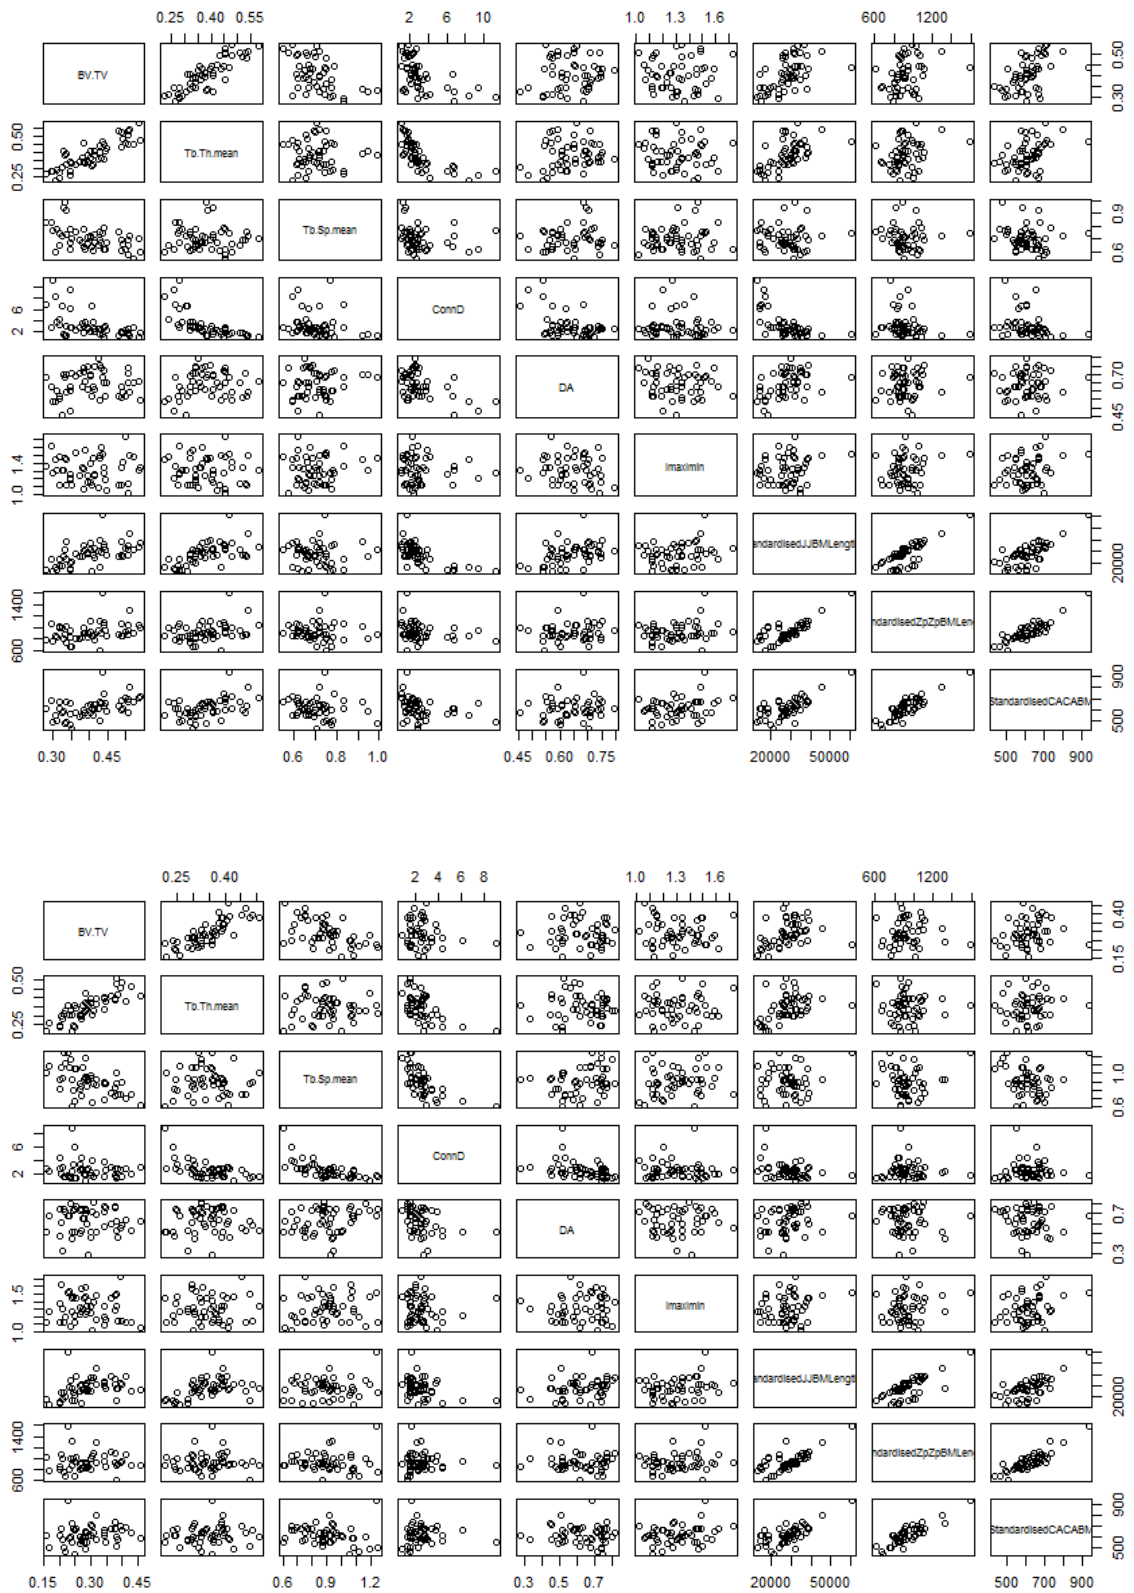 0.25 0.40 0.55 2 6 10 1.0 1.3 1.6 600 1200
BV.TV
0.30 0.50
0.25 0.50
Tb.Th.mean
Tb.Sp.mean
0.6 0.9
2 6
ConnD
DA
0.45 0.70
1.0 1.4
Imaximin
andardisedJJBMLengt
20000
600 1400
ndardisedZpZpBMLen
StandardisedCACABM
500 900
0.30 0.45 0.6 0.8 1.0 0.45 0.60 0.75 20000 50000 500 700 900
0.25 0.40 2 4 6 8 1.0 1.3 1.6 600 1200
BV.TV
0.15 0.40
0.25 0.50
Tb.Th.mean
Tb.Sp.mean
0.6 1.0
2 6
ConnD
DA
0.3 0.7
1.0 1.5
Imaximin
andardisedJJBMLengt
20000
600 1400
ndardisedZpZpBMLen
StandardisedCACABM
500 900
0.15 0.30 0.45 0.6 0.9 1.2 0.3 0.5 0.7 20000 50000 500 700 900